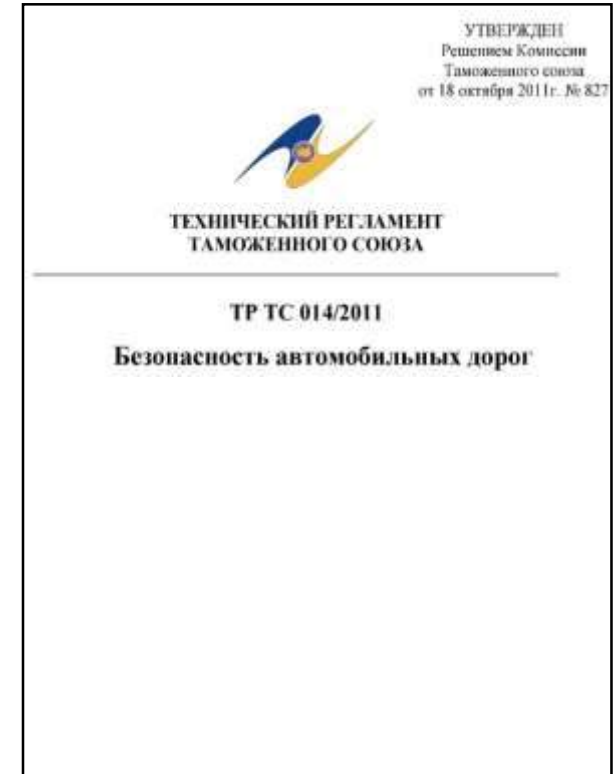 УТВЕРЖДЕН
Решением Комиссии
Таможенного союза
от 18 октября 2011г. № 827
ТЕХНИЧЕСКИЙ РЕГЛАМЕНТ
ТАМОЖЕННОГО СОЮЗА
ТР ТС 014/2011
Безопасность автомобильных дорог